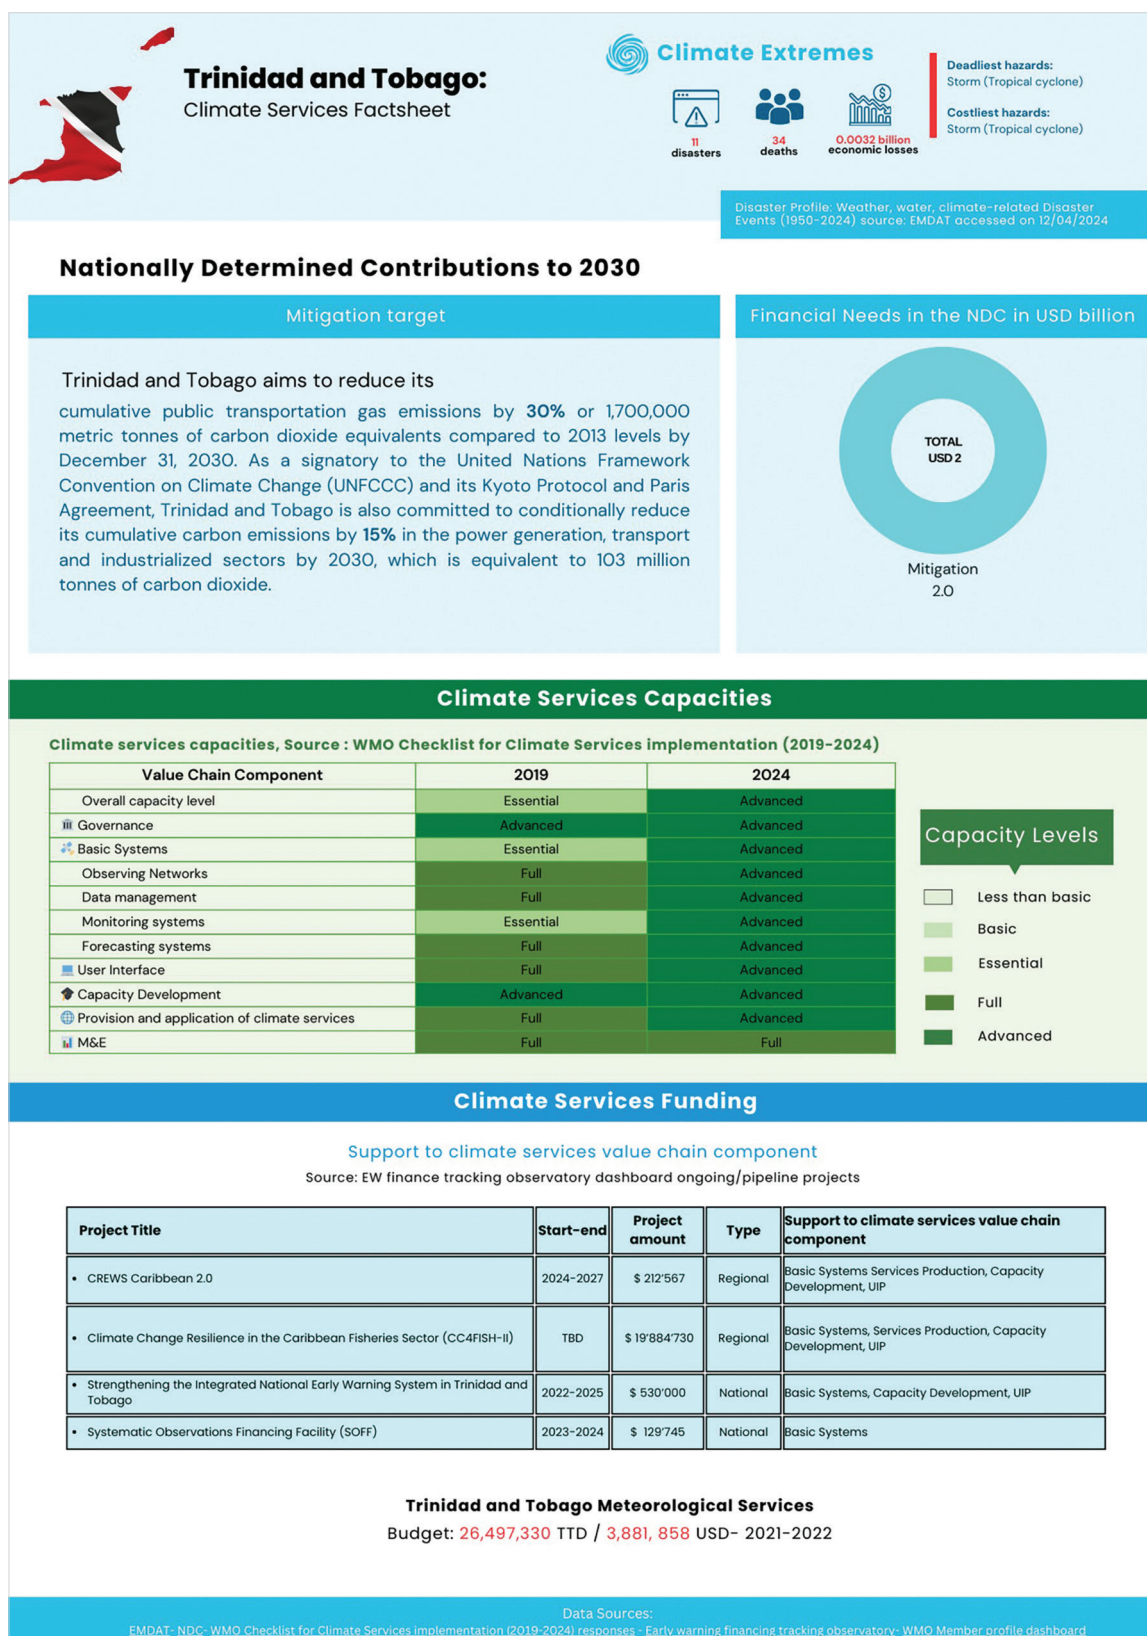 Trinidad and Tobago:
Climate Services Factsheet
Climate Extremes
11
disasters
34
deaths
0.0032 billion
economic losses
Deadliest hazards:
Storm (Tropical cyclone)
Costliest hazards:
Storm (Tropical cyclone)
Disaster Profile: Weather, water, climate-related Disaster
Events (1950-2024) source: EMDAT accessed on 12/04/2024
Nationally Determined Contributions to 2030
Mitigation target
Trinidad and Tobago aims to reduce its
cumulative public transportation gas emissions by 30% or 1,700,000
metric tonnes of carbon dioxide equivalents compared to 2013 levels by
December 31, 2030. As a signatory to the United Nations Framework
Convention on Climate Change (UNFCCC) and its Kyoto Protocol and Paris
Agreement, Trinidad and Tobago is also committed to conditionally reduce
its cumulative carbon emissions by 15% in the power generation, transport
and industrialized sectors by 2030, which is equivalent to 103 million
tonnes of carbon dioxide.
Financial Needs in the NDC in USD billion
TOTAL
USD 2
Mitigation
2.0
Climate Services Capacities
Climate services capacities, Source : WMO Checklist for Climate Services implementation (2019-2024)
Value Chain Component 2019 2024
Overall capacity level Essential Advanced
Governance Advanced Advanced
Basic Systems Essential Advanced
Observing Networks Full Advanced
Data management Full Advanced
Monitoring systems Essential Advanced
Forecasting systems Full Advanced
User Interface Full Advanced
Capacity Development Advanced Advanced
Provision and application of climate services Full Advanced
M&E Full Full
Capacity Levels
Less than basic
Basic
Essential
Full
Advanced
Climate Services Funding
Support to climate services value chain component
Source: EW finance tracking observatory dashboard ongoing/pipeline projects
Project Title Start-end Project amount Type Support to climate services value chain component
• CREWS Caribbean 2.0 2024-2027 $ 212'567 Regional Basic Systems Services Production, Capacity Development, UIP
• Climate Change Resilience in the Caribbean Fisheries Sector (CC4FISH-II) TBD $ 19'884'730 Regional Basic Systems, Services Production, Capacity Development, UIP
• Strengthening the Integrated National Early Warning System in Trinidad and Tobago 2022-2025 $ 530'000 National Basic Systems, Capacity Development, UIP
• Systematic Observations Financing Facility (SOFF) 2023-2024 $ 129'745 National Basic Systems
Trinidad and Tobago Meteorological Services
Budget: 26,497,330 TTD / 3,881, 858 USD- 2021-2022
Data Sources:
EMDAT- NDC- WMO Checklist for Climate Services implementation (2019-2024) responses - Early warning financing tracking observatory- WMO Member profile dashboard